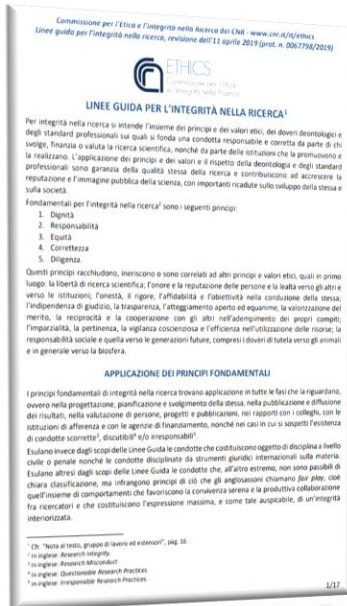 Commissione per l'Etica e l'Integrità nella Ricerca del CNR - www.cnr.it/it/ethics
Linee guida per l'integrità nella ricerca, revisione dell'11 aprile 2019 (prot. n. 0067798/2019)
ETHICS
Commissione per l'Etica
e l'Integrità nella Ricerca
LINEE GUIDA PER L'INTEGRITÀ NELLA RICERCA¹
Per integrità nella ricerca si intende l'insieme dei principi e dei valori etici, dei doveri deontologici e
degli standard professionali sui quali si fonda una condotta responsabile e corretta da parte di chi
svolge, finanzia o valuta la ricerca scientifica, nonché da parte delle istituzioni che la promuovono e
la realizzano. L'applicazione dei principi e dei valori e il rispetto della deontologia e degli standard
professionali sono garanzia della qualità stessa della ricerca e contribuiscono ad accrescere la
reputazione e l'immagine pubblica della scienza, con importanti ricadute sullo sviluppo della stessa e
sulla società.
Fondamentali per l'integrità nella ricerca² sono i seguenti principi:
1. Dignità
2. Responsabilità
3. Equità
4. Correttezza
5. Diligenza.
Questi principi racchiudono, ineriscono o sono correlati ad altri principi e valori etici, quali in primo
luogo: la libertà di ricerca scientifica; l'onore e la reputazione delle persone e la lealtà verso gli altri e
verso le istituzioni; l'onestà, il rigore, l'affidabilità e l'obiettività nella conduzione della stessa;
l'indipendenza di giudizio, la trasparenza, l'atteggiamento aperto ed equanime, la valorizzazione del
merito, la reciprocità e la cooperazione con gli altri nell'adempimento dei propri compiti;
l'imparzialità, la pertinenza, la vigilanza coscienziosa e l'efficienza nell'utilizzazione delle risorse; la
responsabilità sociale e quella verso le generazioni future, compresi i doveri di tutela verso gli animali
e in generale verso la biosfera.
APPLICAZIONE DEI PRINCIPI FONDAMENTALI
I principi fondamentali di integrità nella ricerca trovano applicazione in tutte le fasi che la riguardano,
ovvero nella progettazione, pianificazione e svolgimento della stessa, nella pubblicazione e diffusione
dei risultati, nella valutazione di persone, progetti e pubblicazioni, nei rapporti con i colleghi, con le
istituzioni di afferenza e con le agenzie di finanziamento, nonché nei casi in cui si sospetti l'esistenza
di condotte scorrette³, discutibili⁴ e/o irresponsabili⁵.
Esulano invece dagli scopi delle Linee Guida le condotte che costituiscono oggetto di disciplina a livello
civile o penale nonché le condotte disciplinate da strumenti giuridici internazionali sulla materia.
Esulano altresì dagli scopi delle Linee Guida le condotte che, all'altro estremo, non sono passibili di
chiara classificazione, ma infrangono principi di ciò che gli anglosassoni chiamano fair play, cioè
quell'insieme di comportamenti che favoriscono la convivenza serena e la produttiva collaborazione
fra ricercatori e che costituiscono l'espressione massima, e come tale auspicabile, di un'integrità
interiorizzata.
¹ Cfr. "Nota al testo, gruppo di lavoro ed estensori", pag. 16.
² In inglese: Research Integrity.
³ In inglese: Research Misconduct.
⁴ In inglese: Questionable Research Practices.
⁵ In inglese: Irresponsible Research Practices.
1/17